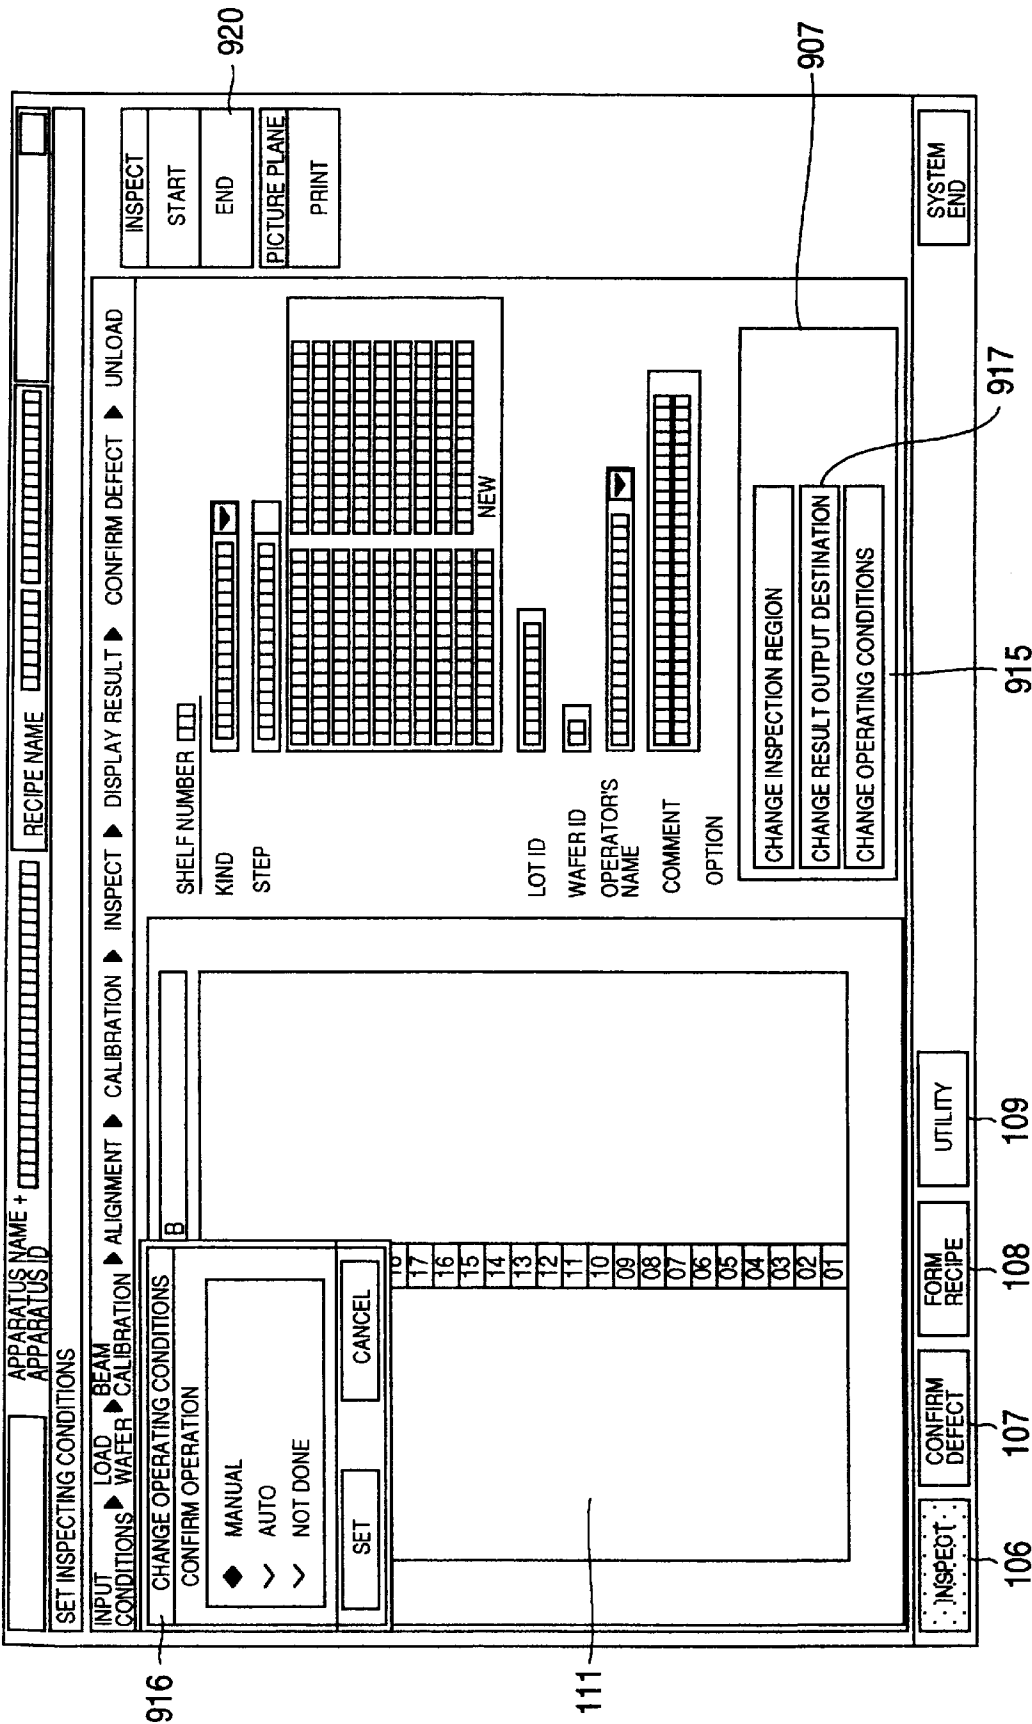 APPARATUS NAME +
APPARATUS ID
RECIPE NAME
SET INSPECTING CONDITIONS
INPUT CONDITIONS ▶ LOAD WAFER ▶ BEAM CALIBRATION ▶ ALIGNMENT ▶ CALIBRATION ▶ INSPECT ▶ DISPLAY RESULT ▶ CONFIRM DEFECT ▶ UNLOAD
916
CHANGE OPERATING CONDITIONS
CONFIRM OPERATION
MANUAL
AUTO
NOT DONE
SET
CANCEL
B
17
16
15
14
13
12
11
10
09
08
07
06
05
04
03
02
01
111
SHELF NUMBER
KIND
STEP
NEW
LOT ID
WAFER ID
OPERATOR'S
NAME
COMMENT
OPTION
CHANGE INSPECTION REGION
CHANGE RESULT OUTPUT DESTINATION
CHANGE OPERATING CONDITIONS
INSPECT
START
END
920
PICTURE PLANE
PRINT
907
917
915
INSPECT
CONFIRM
DEFECT
FORM
RECIPE
UTILITY
SYSTEM
END
106
107
108
109